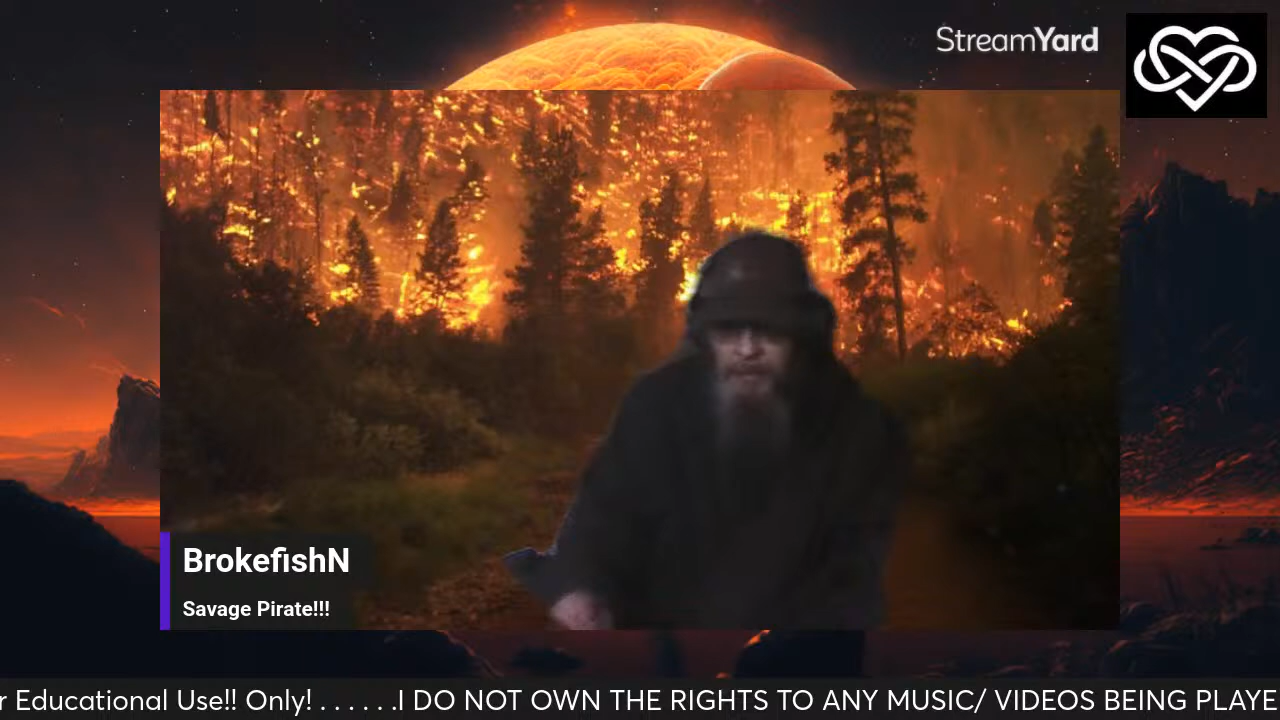 StreamYard
BrokefishN
Savage Pirate!!!
r Educational Use!! Only! . . . . . .I DO NOT OWN THE RIGHTS TO ANY MUSIC/ VIDEOS BEING PLAYE